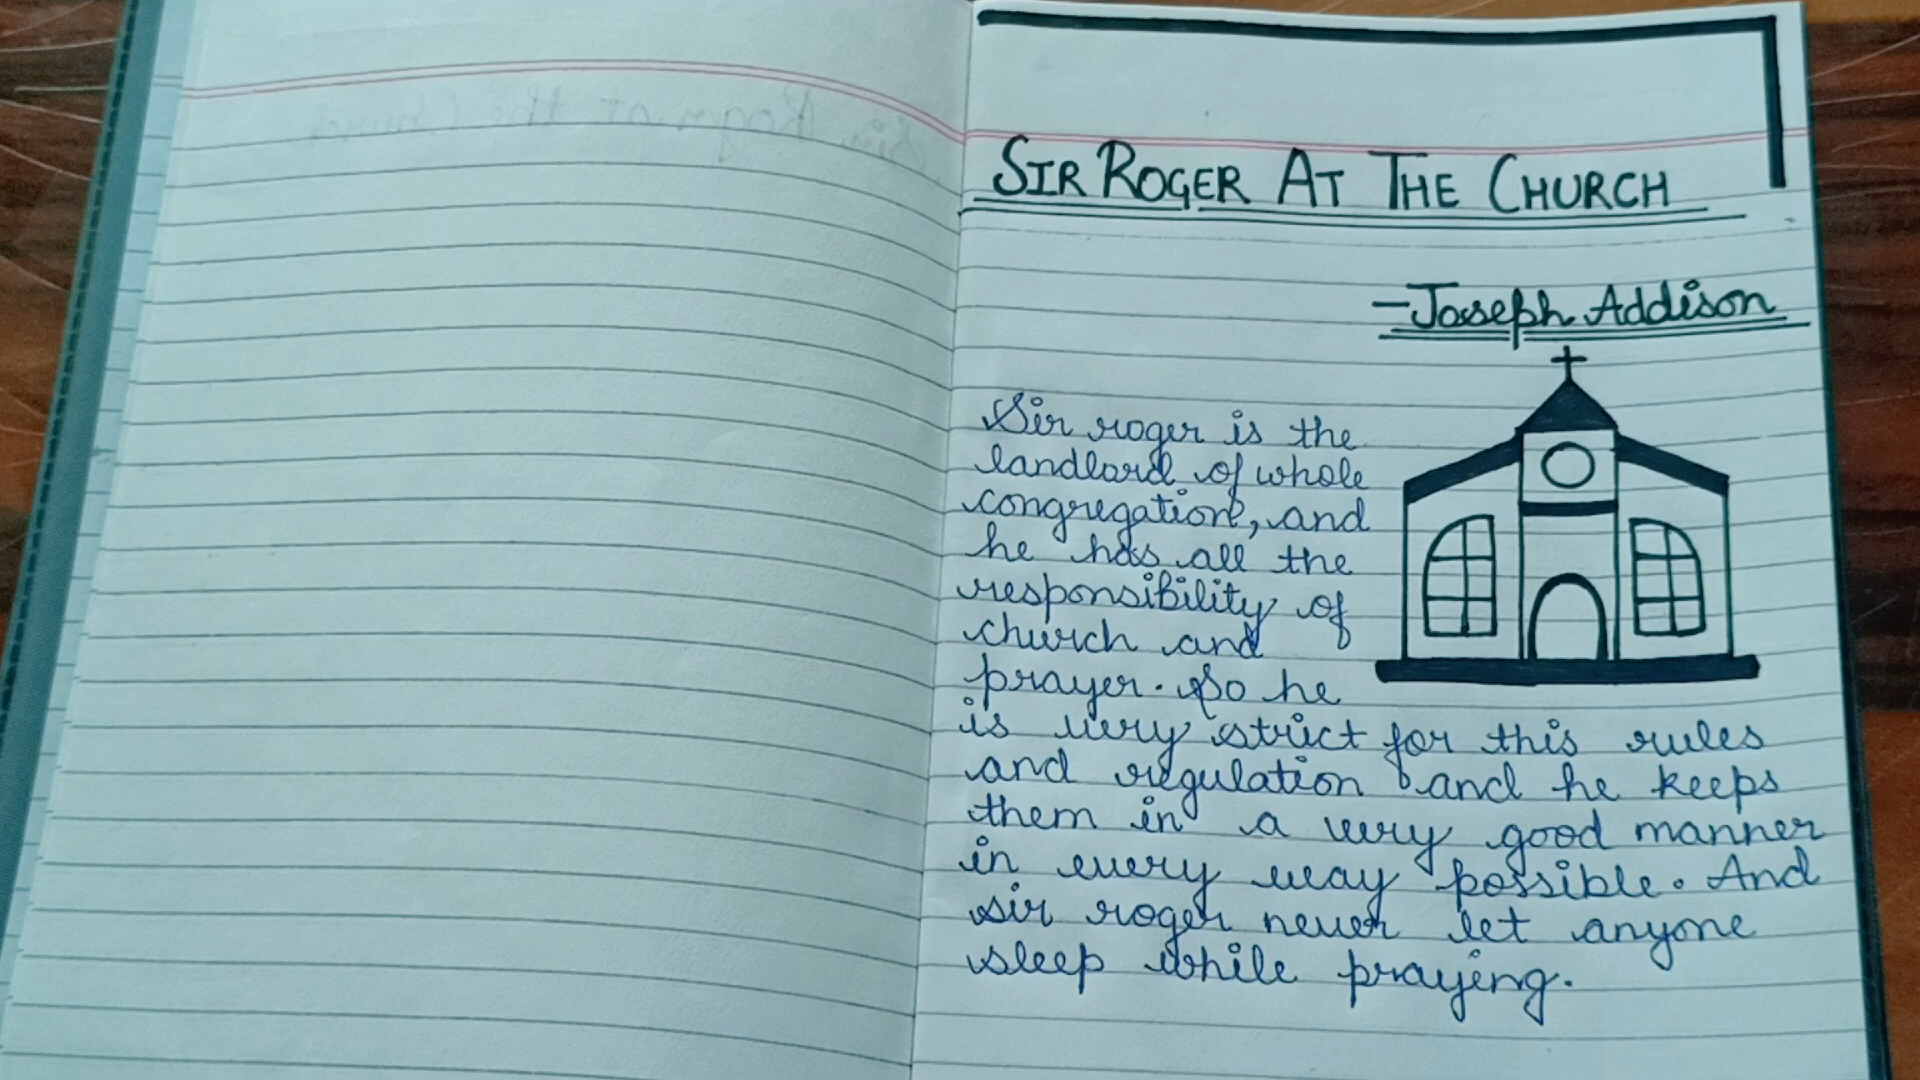 SIR ROGER AT THE CHURCH
-Joseph Addison
Sir roger is the
landlord of whole
congregation, and
he has all the
responsibility of
church and
prayer. So he
is very strict for this rules
and regulation and he keeps
them in a very good manner
in every way possible. And
sir roger never let anyone
sleep while praying.